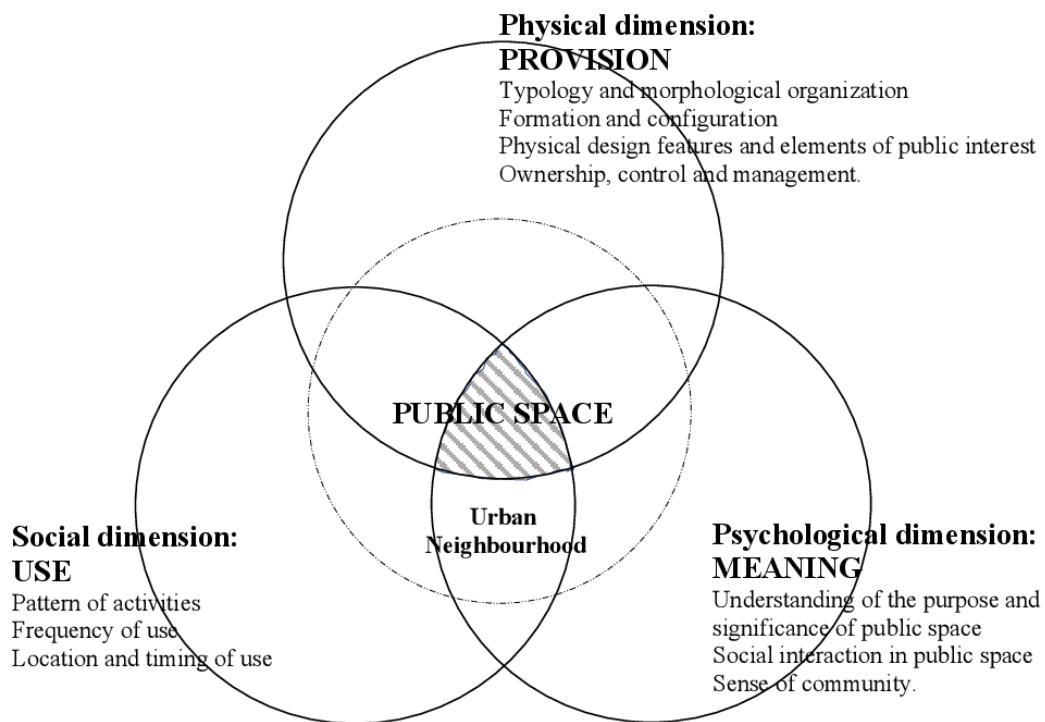 Physical dimension:
PROVISION
Typology and morphological organization
Formation and configuration
Physical design features and elements of public interest
Ownership, control and management.
PUBLIC SPACE
Urban
Neighbourhood
Social dimension:
USE
Pattern of activities
Frequency of use
Location and timing of use
Psychological dimension:
MEANING
Understanding of the purpose and
significance of public space
Social interaction in public space
Sense of community.